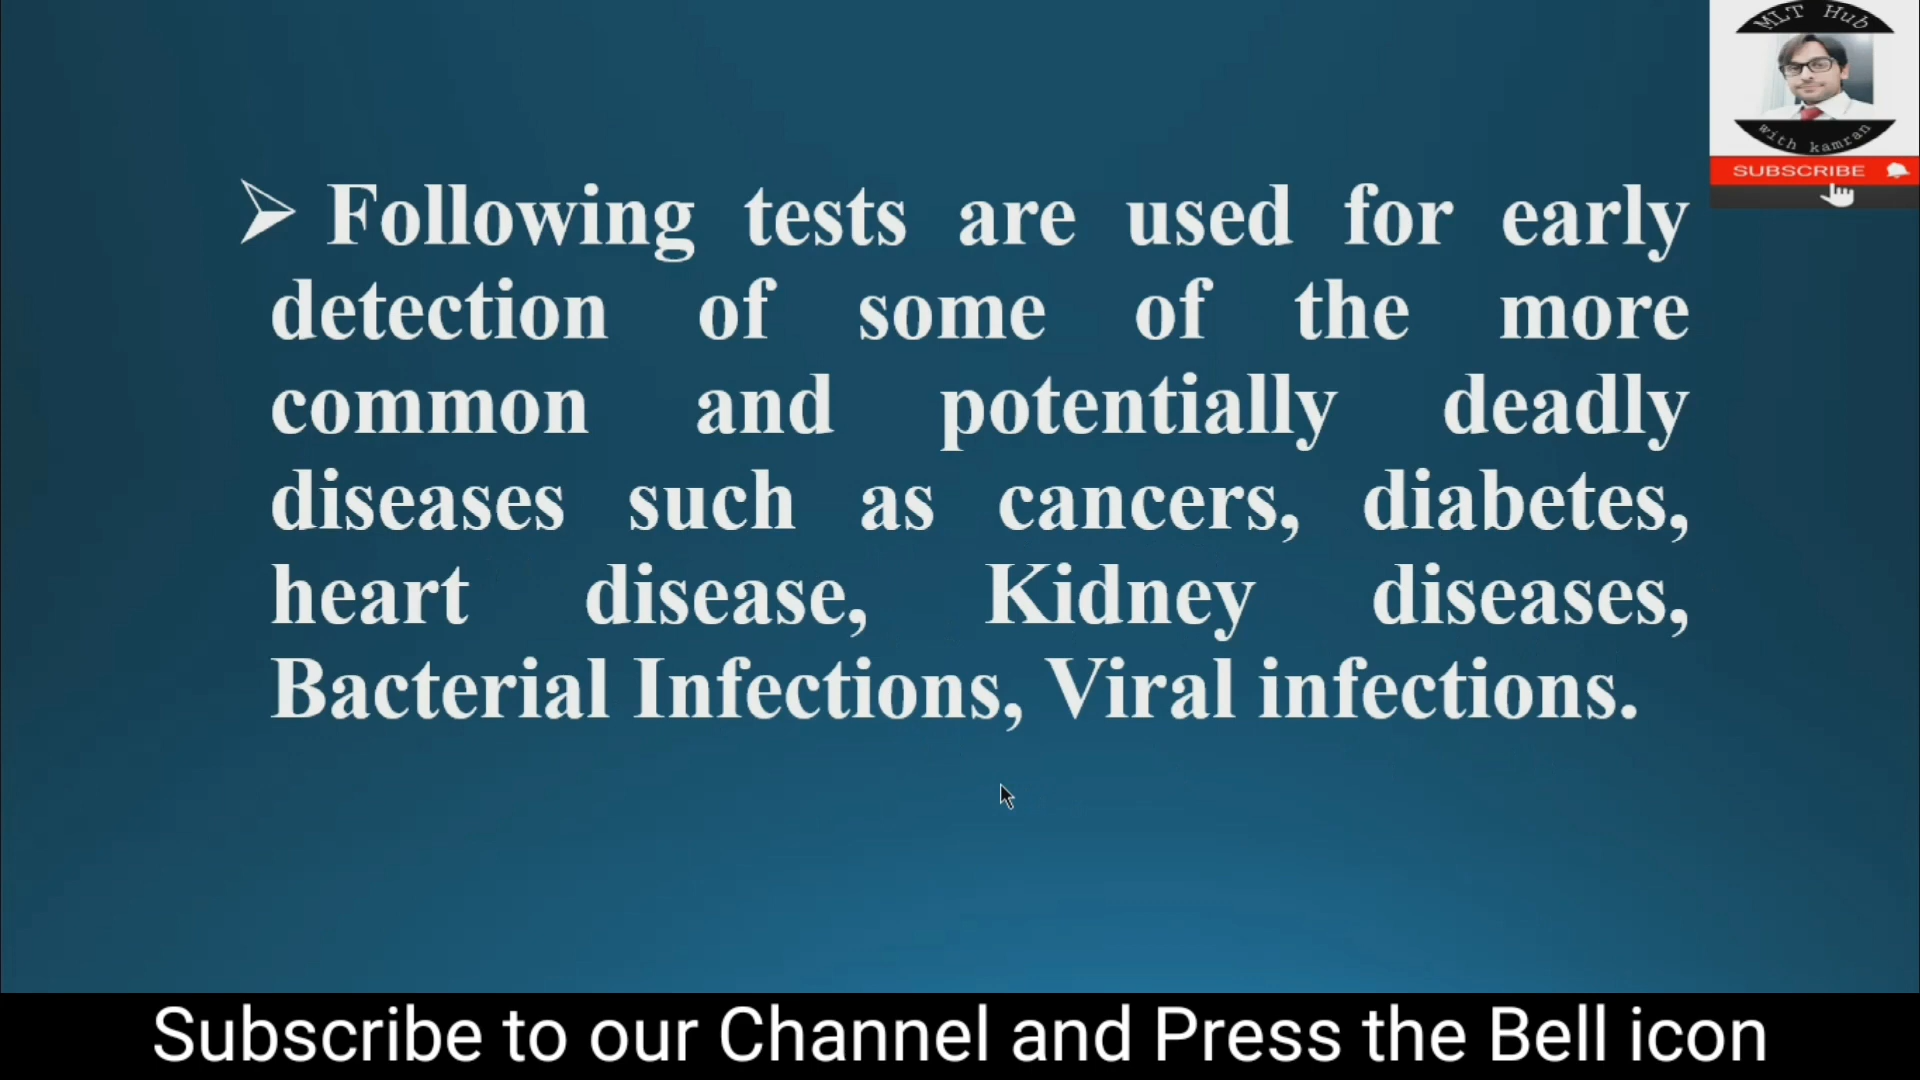 MLT Hub
with kamran
SUBSCRIBE
Following tests are used for early
detection of some of the more
common and potentially deadly
diseases such as cancers, diabetes,
heart disease, Kidney diseases,
Bacterial Infections, Viral infections.
Subscribe to our Channel and Press the Bell icon